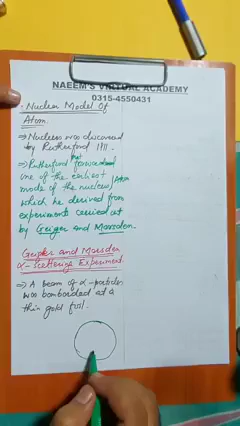 NAEEM'S VIRTUAL ACADEMY
0315-4550431
Nuclear Model Of
Atom.
⇒ Nucleus was discovered
by Rutherford 1911.
⇒ Rutherford put forward
one of the earliest
mode of the nucleus/Atom
which he derived from
experiments carried at
by Geiger and Marsden.
Geiger and Marsden
α-Scattering Experiment
⇒ A beam of α-particles
was bombarded at a
thin gold foil.